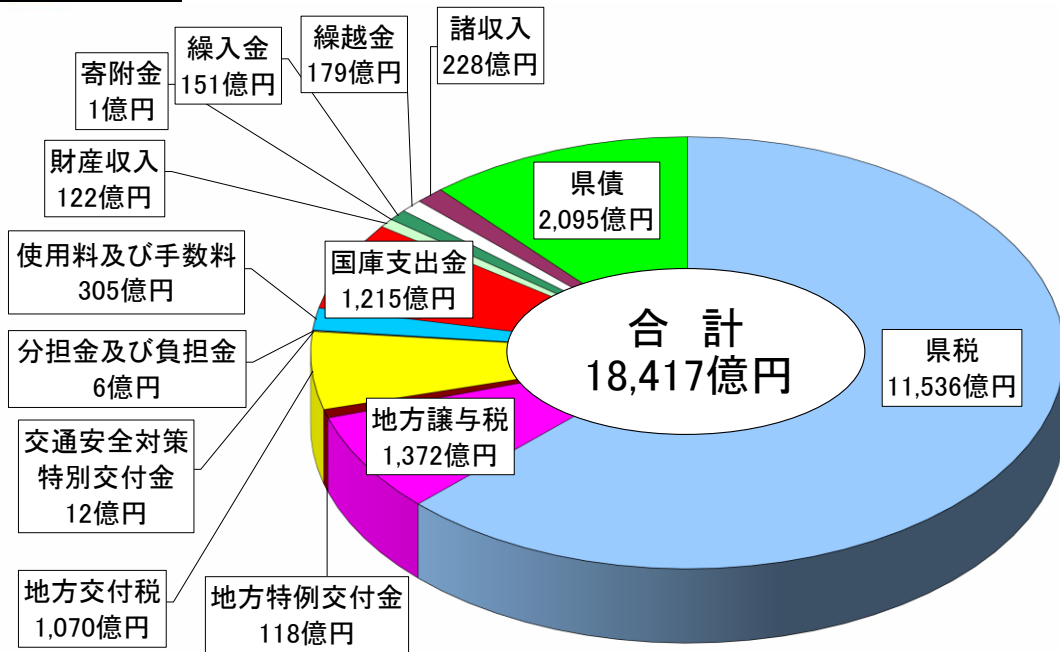 諸収入
228億円
繰越金
179億円
繰入金
151億円
寄附金
1億円
財産収入
122億円
使用料及び手数料
305億円
分担金及び負担金
6億円
交通安全対策
特別交付金
12億円
地方交付税
1,070億円
地方特例交付金
118億円
地方譲与税
1,372億円
国庫支出金
1,215億円
県債
2,095億円
県税
11,536億円
合 計
18,417億円